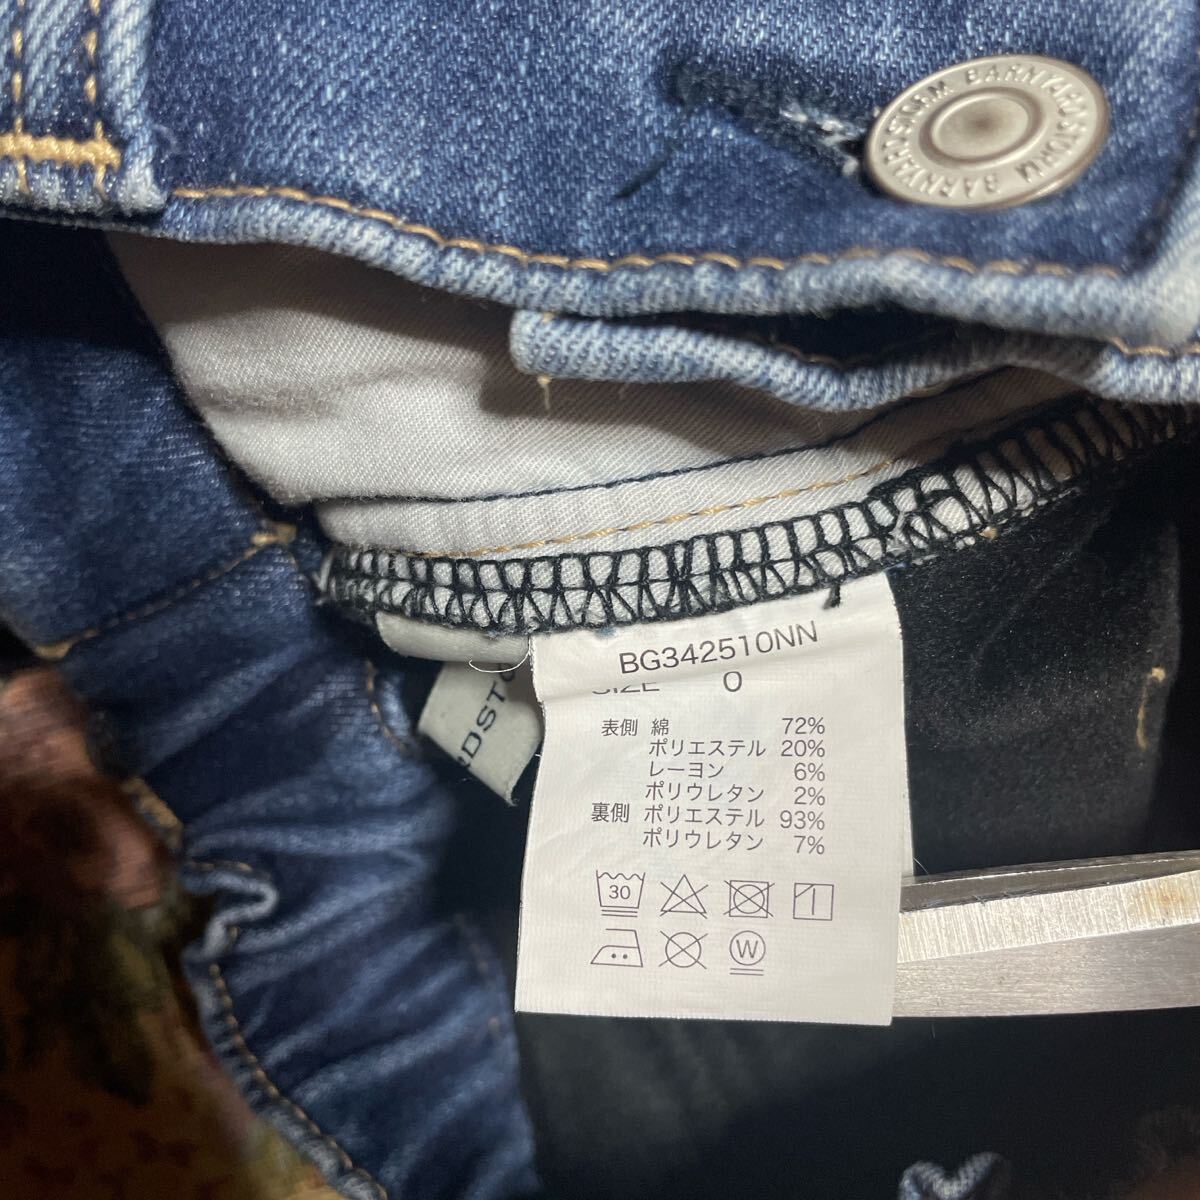 BARNYARDSTORM BARNYARDSTORM
BG342510NN
SIZE 0
表側 綿 72%
ポリエステル 20%
レーヨン 6%
ポリウレタン 2%
裏側 ポリエステル 93%
ポリウレタン 7%
30
W